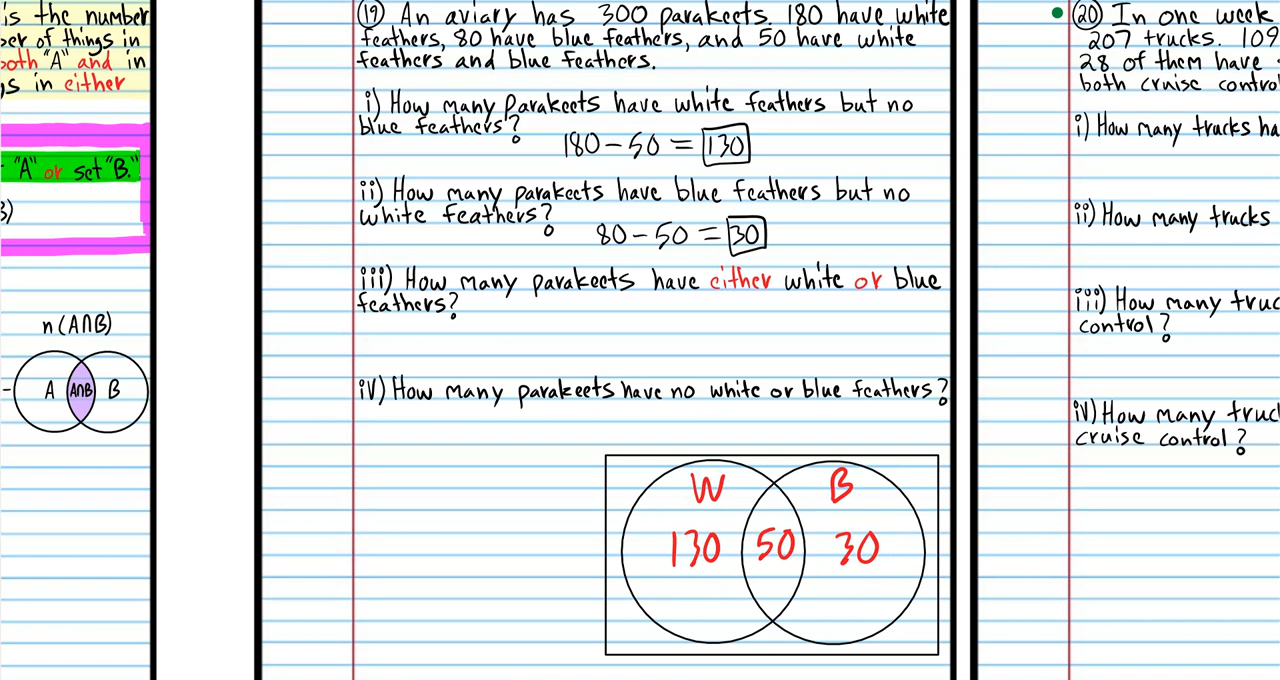 is the number
of things in
both "A" and in
in either
"A" or set "B."
n(A∩B)
A A∩B B
(19) An aviary has 300 parakeets. 180 have white
feathers, 80 have blue feathers, and 50 have white
feathers and blue feathers.
i) How many parakeets have white feathers but no
blue feathers?
180 - 50 = 130
ii) How many parakeets have blue feathers but no
white feathers?
80 - 50 = 30
iii) How many parakeets have either white or blue
feathers?
iv) How many parakeets have no white or blue feathers?
W B
130 50 30
(20) In one week
207 trucks. 109
28 of them have
both cruise contro
i) How many trucks ha
ii) How many trucks
iii) How many truc
control?
iv) How many truc
cruise control?